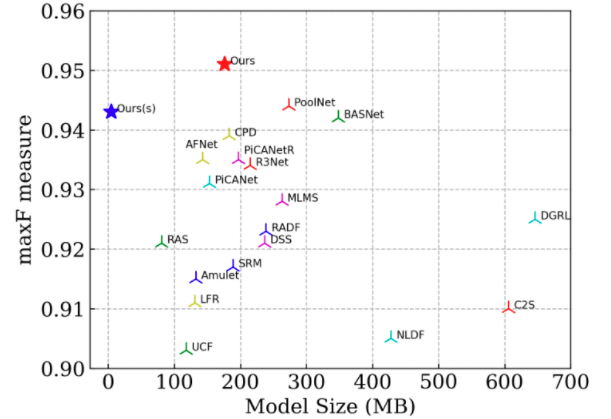 0.96
0.95
0.94
0.93
0.92
0.91
0.90
maxF measure
Ours
Ours(s)
PoolNet
BASNet
CPD
AFNet
PiCANetR
R3Net
PiCANet
MLMS
DGRL
RADF
RAS
DSS
SRM
Amulet
LFR
C2S
NLDF
UCF
0 100 200 300 400 500 600 700
Model Size (MB)